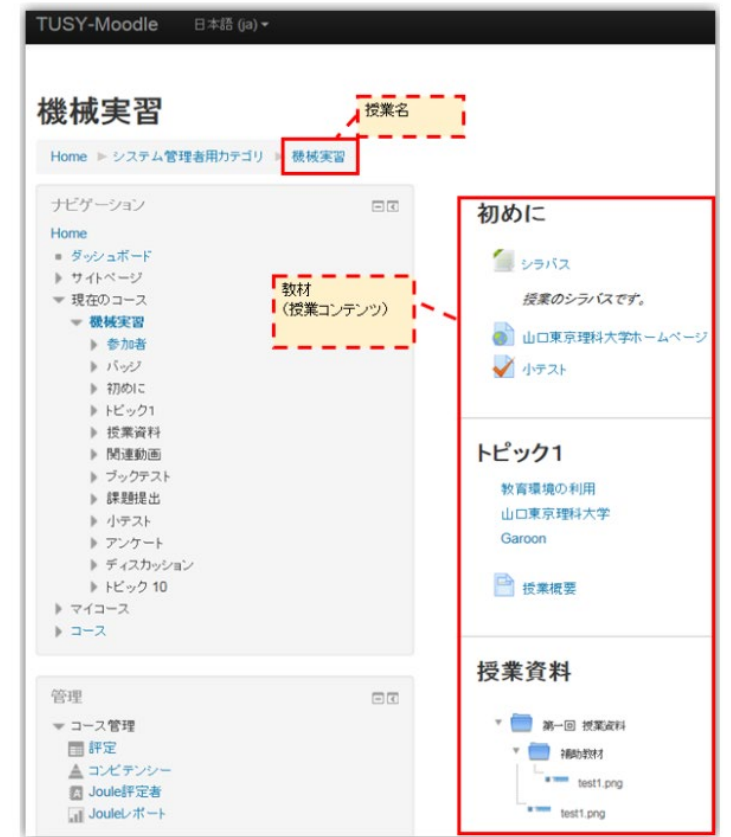 TUSY-Moodle 日本語 (ja)
機械実習
授業名
Home システム管理者用カテゴリ 機械実習
ナビゲーション
Home
ダッシュボード
サイトページ
現在のコース
機械実習
参加者
バッジ
初めに
トピック1
授業資料
関連動画
ブックテスト
課題提出
小テスト
アンケート
ディスカッション
トピック 10
マイコース
コース
管理
コース管理
評定
コンピテンシー
Joule評定者
Jouleレポート
教材
(授業コンテンツ)
初めに
シラバス
授業のシラバスです。
山口東京理科大学ホームページ
小テスト
トピック1
教育環境の利用
山口東京理科大学
Garoon
授業概要
授業資料
第一回 授業資料
補助教材
test1.png
test1.png